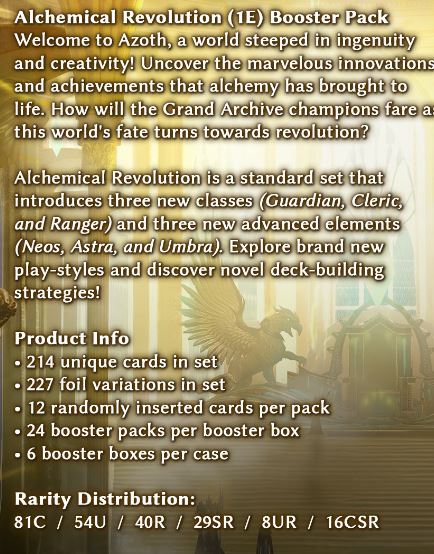 Alchemical Revolution (1E) Booster Pack
Welcome to Azoth, a world steeped in ingenuity
and creativity! Uncover the marvelous innovations
and achievements that alchemy has brought to
life. How will the Grand Archive champions fare as
this world's fate turns towards revolution?

Alchemical Revolution is a standard set that
introduces three new classes (Guardian, Cleric,
and Ranger) and three new advanced elements
(Neos, Astra, and Umbra). Explore brand new
play-styles and discover novel deck-building
strategies!

Product Info
• 214 unique cards in set
• 227 foil variations in set
• 12 randomly inserted cards per pack
• 24 booster packs per booster box
• 6 booster boxes per case

Rarity Distribution:
81C / 54U / 40R / 29SR / 8UR / 16CSR